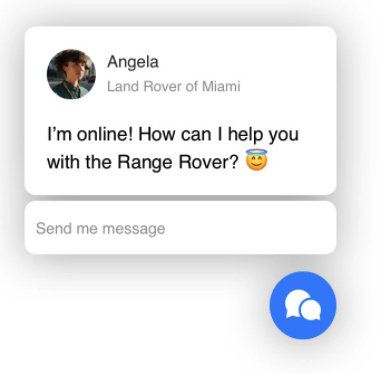 Angela
Land Rover of Miami
I’m online! How can I help you
with the Range Rover? 😇
Send me message